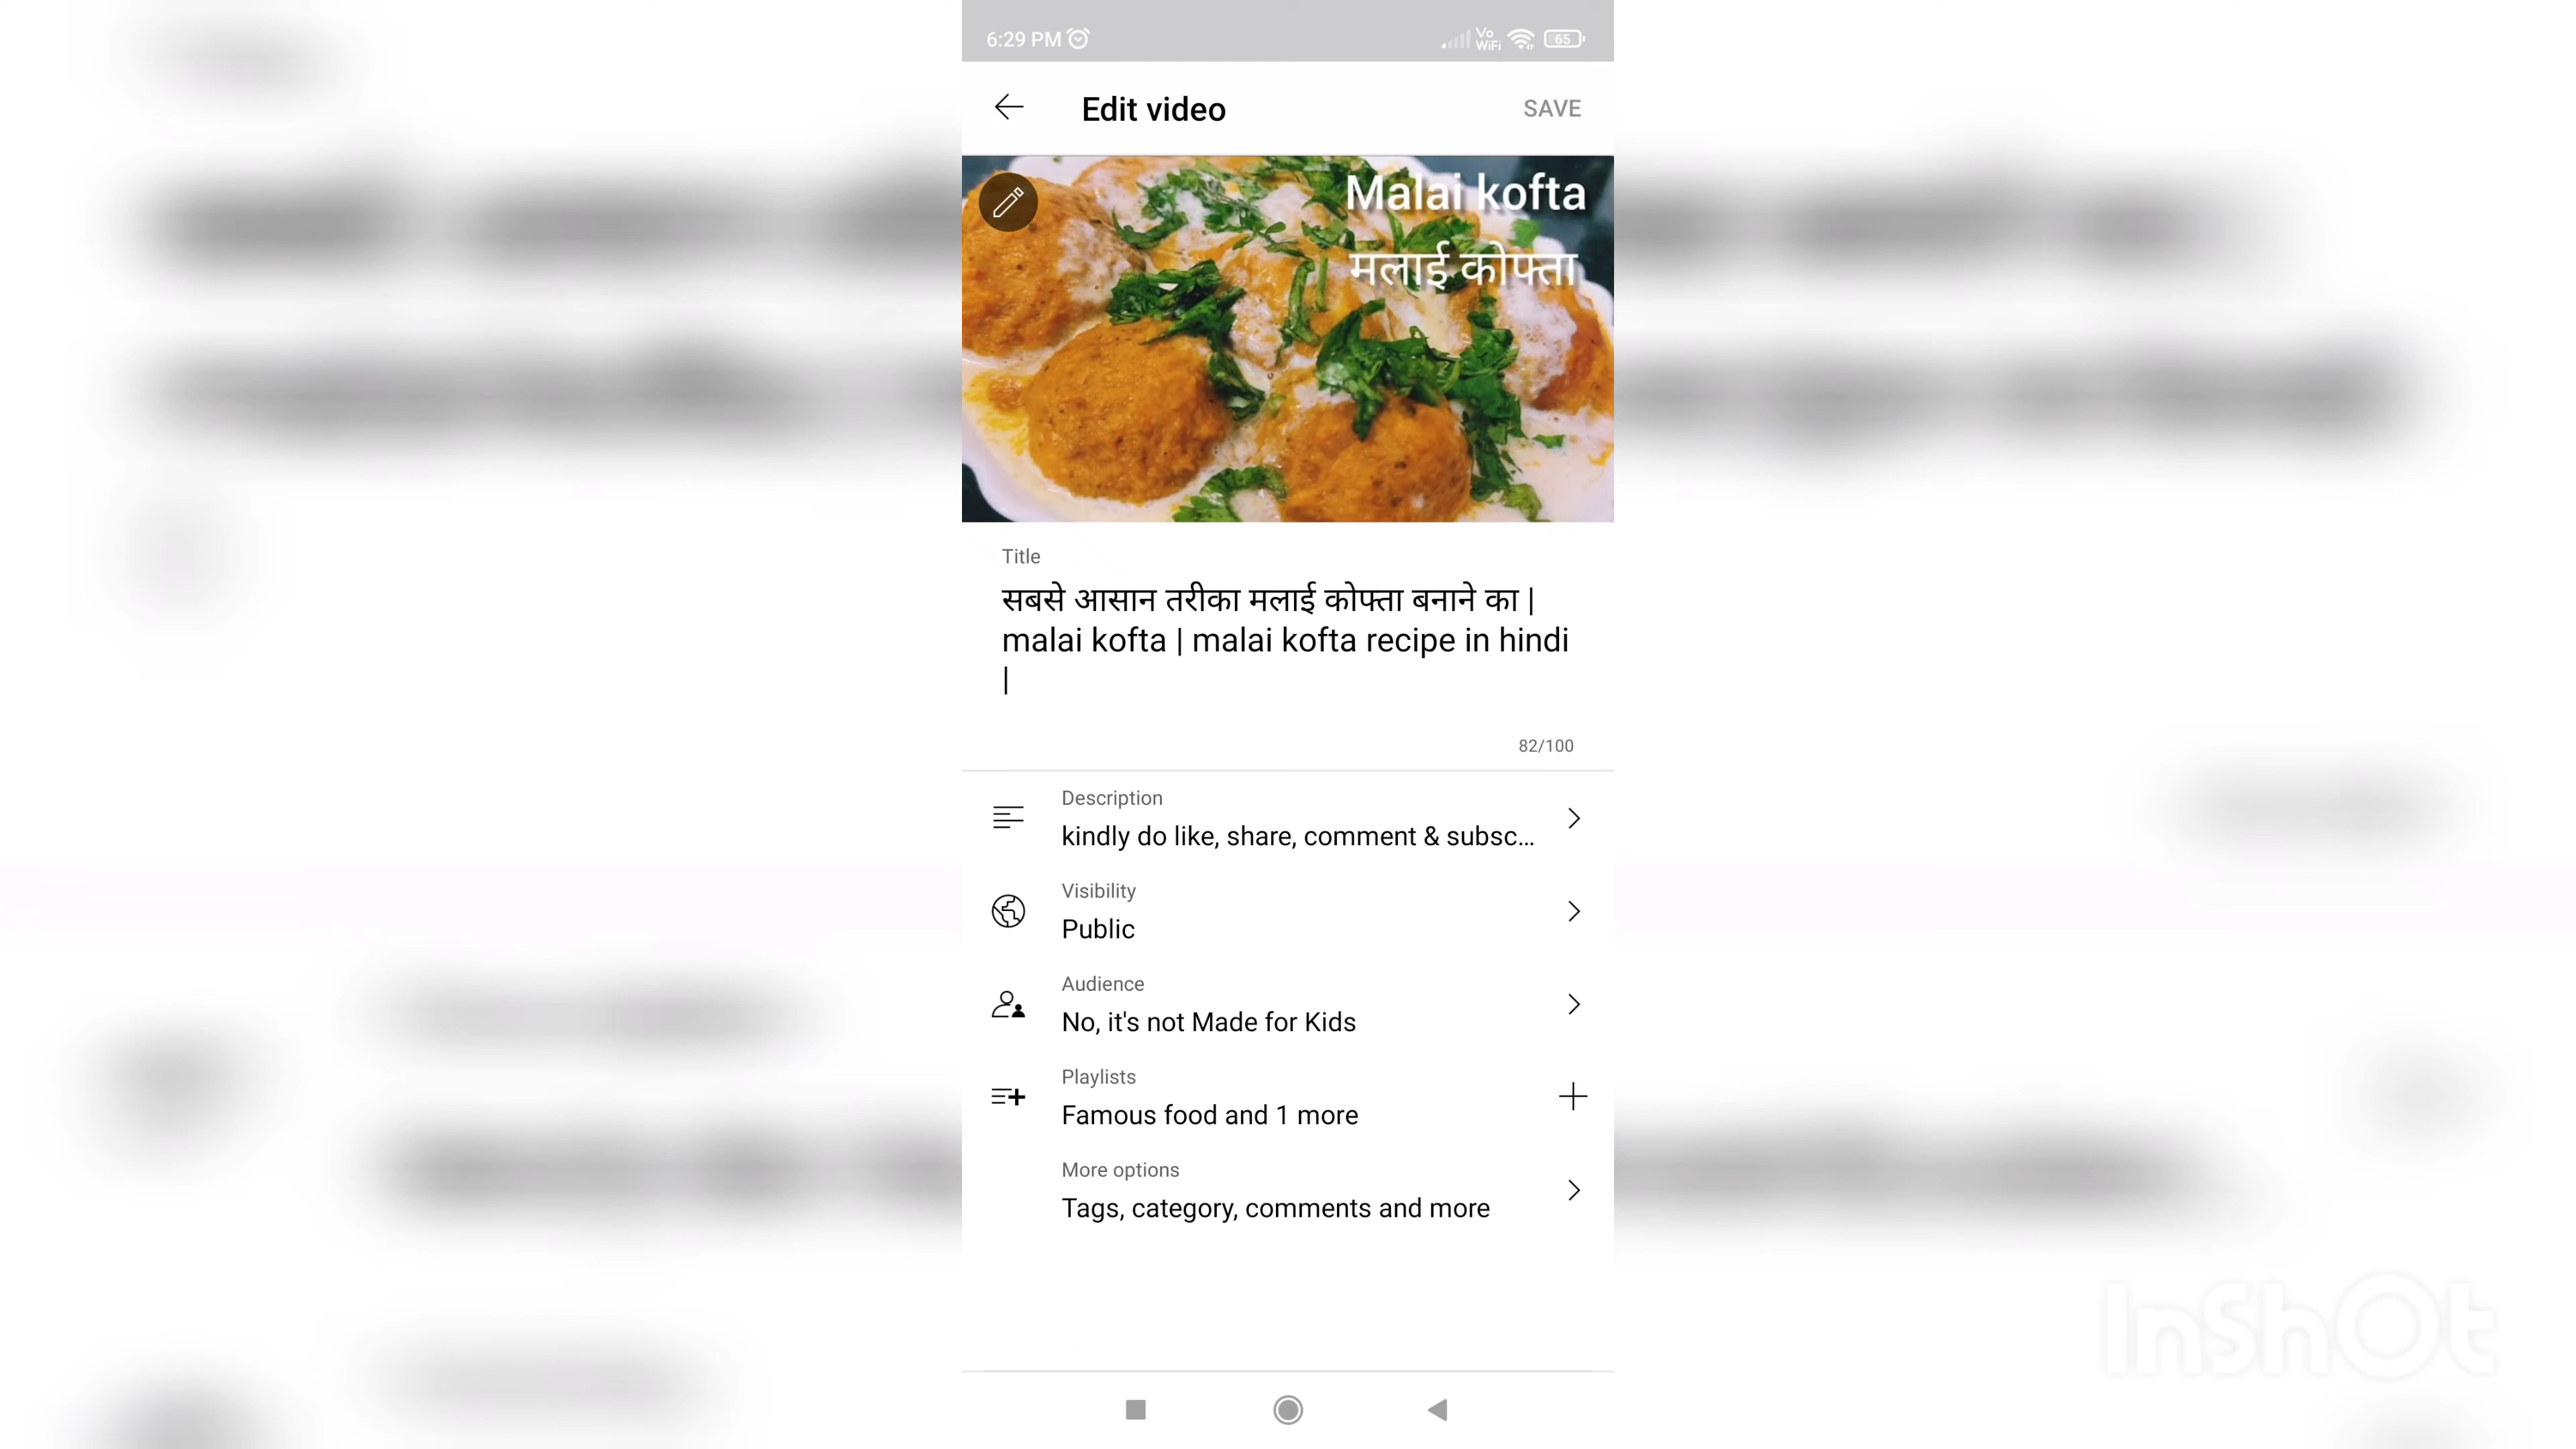 6:29 PM
Vo
WiFi
65
Edit video
SAVE
Malai kofta
मलाई कोफ्ता
Title
सबसे आसान तरीका मलाई कोफ्ता बनाने का |
malai kofta | malai kofta recipe in hindi
|
82/100
Description
kindly do like, share, comment & subsc...
Visibility
Public
Audience
No, it's not Made for Kids
Playlists
Famous food and 1 more
More options
Tags, category, comments and more
InShOt